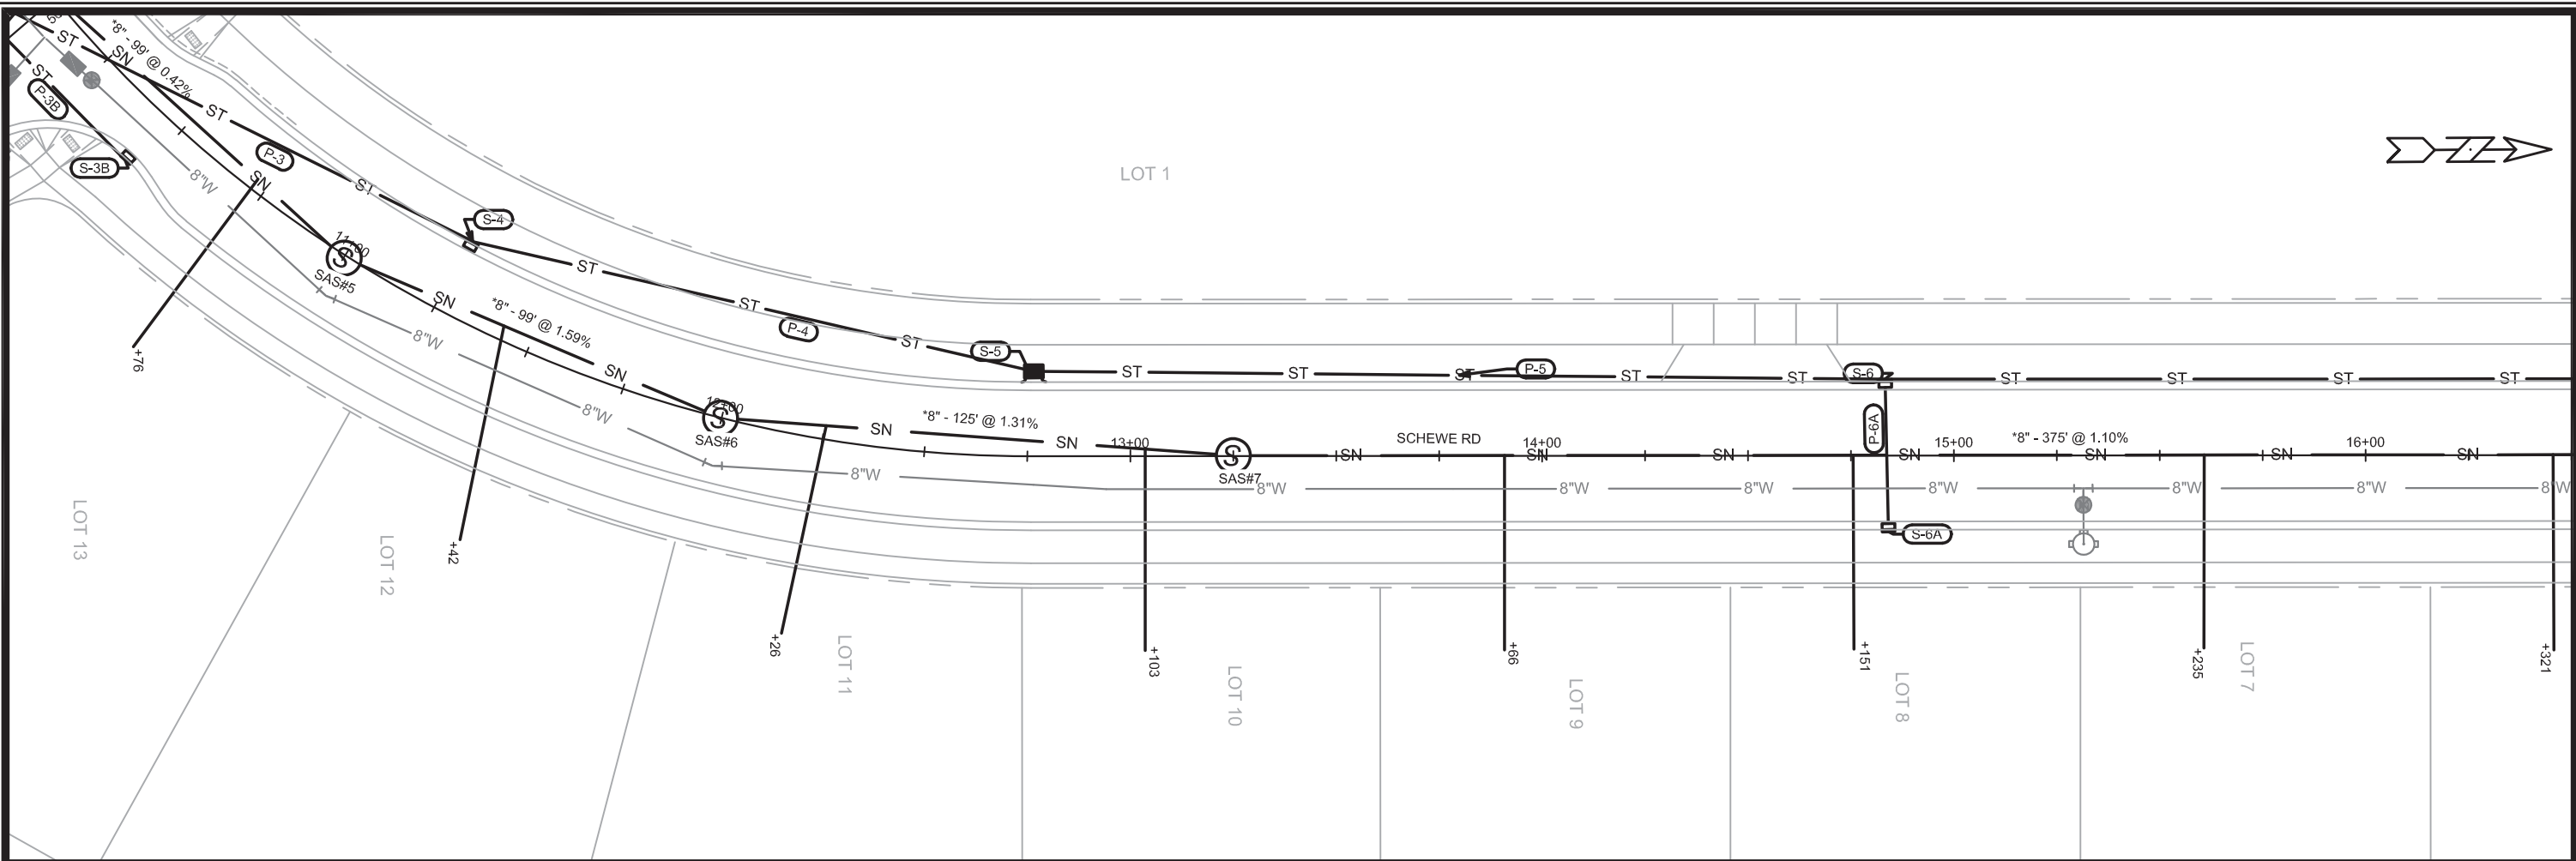 ST
SN
*8" - 99' @ 0.42%
ST
P-3B
ST
P-3
S-3B
8"W
SN
ST
S-4
11+00
S
SAS#5
ST
SN
*8" - 99' @ 1.59%
8"W
ST
P-4
ST
S-5
SN
12+00
S
SAS#6
8"W
*8" - 125' @ 1.31%
SN
SN
8"W
LOT 1
N
ST
ST
ST
P-5
ST
ST
S-6
ST
ST
ST
ST
13+00
S
SAS#7
SCHEWE RD
14+00
P-6A
15+00
*8" - 375' @ 1.10%
16+00
SN
SN
SN
SN
SN
SN
SN
8"W
8"W
8"W
8"W
8"W
8"W
8"W
S-6A
+76
+42
+26
+103
+66
+151
+235
+321
LOT 13
LOT 12
LOT 11
LOT 10
LOT 9
LOT 8
LOT 7